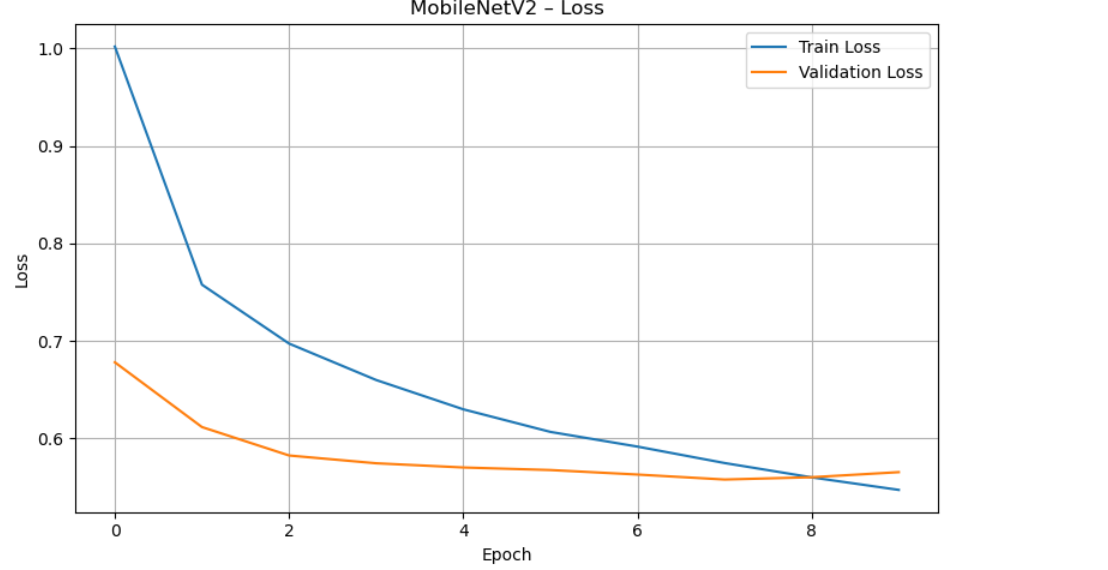 MobileNetV2 – Loss
Train Loss
Validation Loss
1.0
0.9
0.8
0.7
0.6
Loss
0
2
4
6
8
Epoch